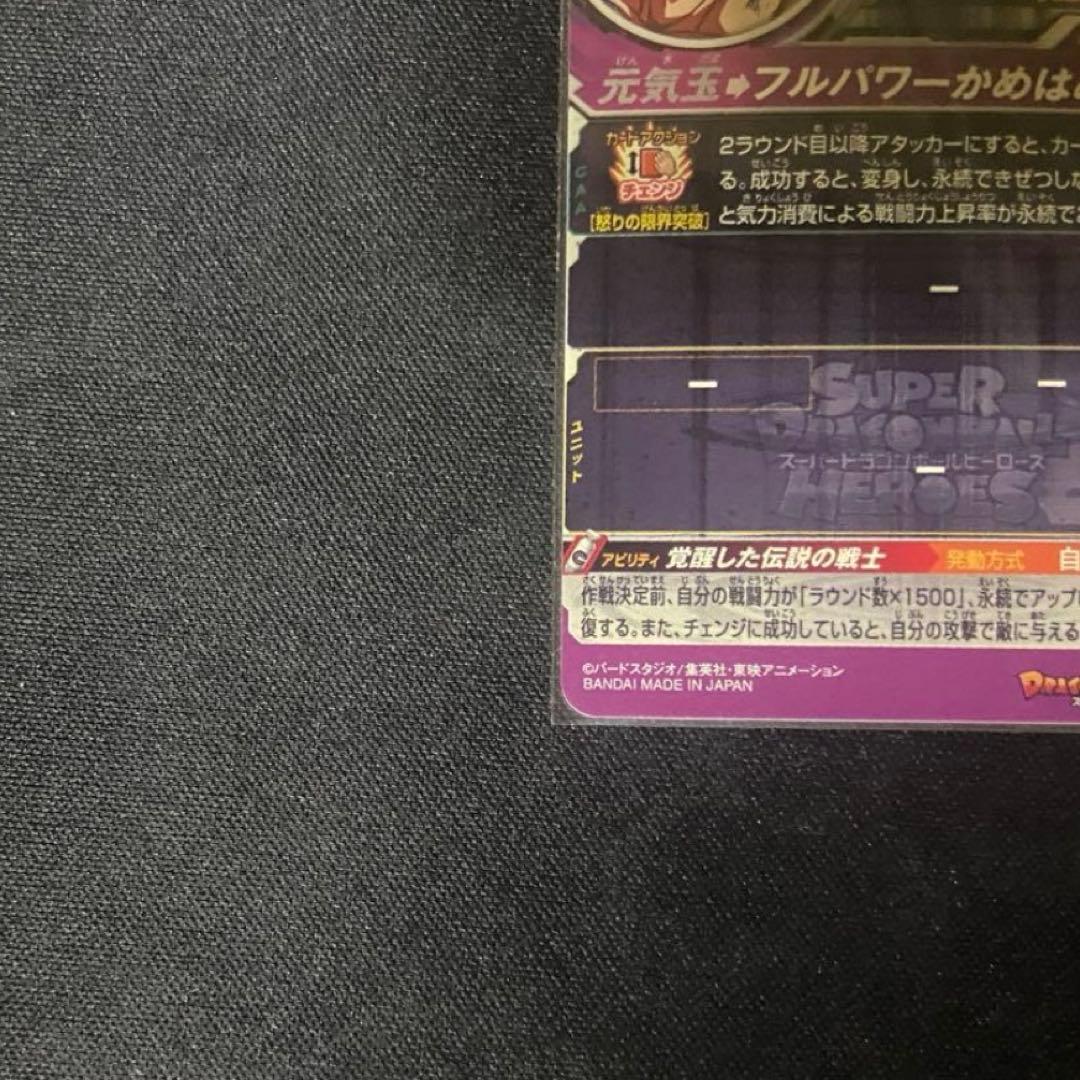 元気玉➡フルパワーかめは
カードアクション
チェンジ
[怒りの限界突破]
2ラウンド目以降アタッカーにすると、カー
る。成功すると、変身し、永続できぜつしな
と気力消費による戦闘力上昇率が永続で
CAA
ー
ー
ー
ー
ユニット
SUPER
DRAGON BALL
スーパードラゴンボールヒーローズ
HEROES
アビリティ 覚醒した伝説の戦士 発動方式 自
作戦決定前、自分の戦闘力が「ラウンド数×1500」、永続でアップ
復する。また、チェンジに成功していると、自分の攻撃で敵に与える
©バードスタジオ/集英社・東映アニメーション
BANDAI MADE IN JAPAN